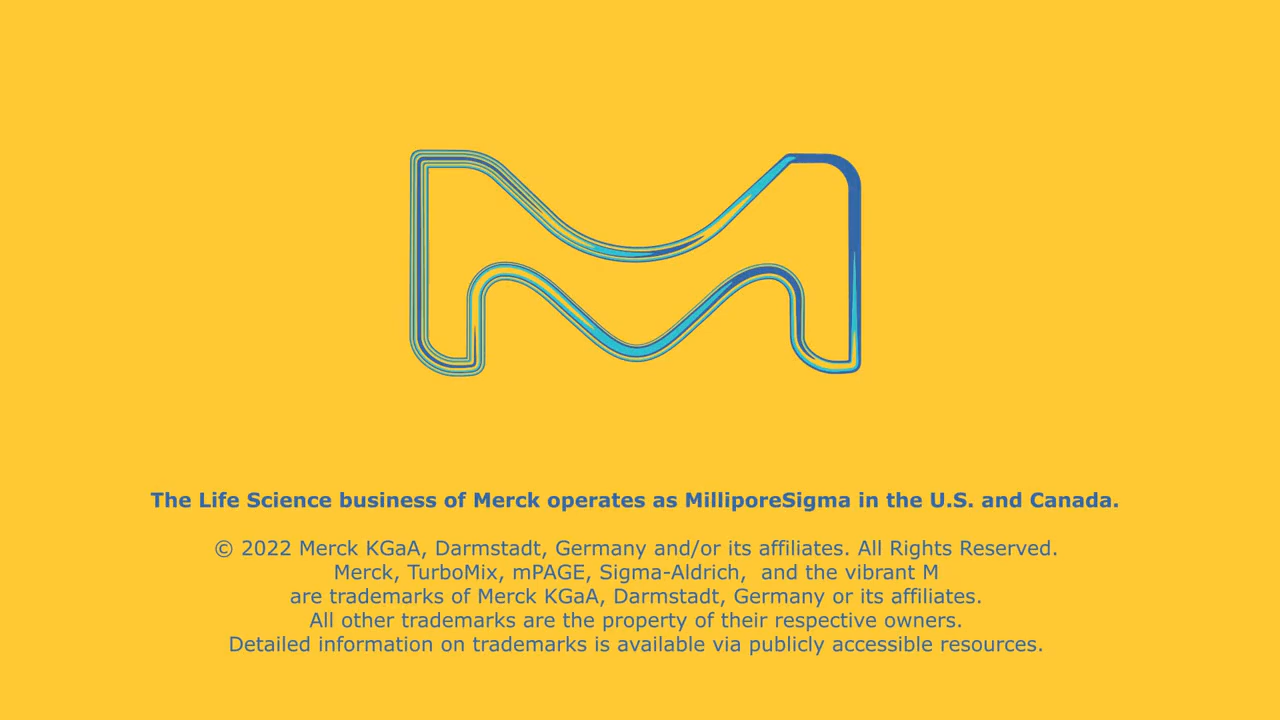 The Life Science business of Merck operates as MilliporeSigma in the U.S. and Canada.
© 2022 Merck KGaA, Darmstadt, Germany and/or its affiliates. All Rights Reserved.
Merck, TurboMix, mPAGE, Sigma-Aldrich,  and the vibrant M
are trademarks of Merck KGaA, Darmstadt, Germany or its affiliates.
All other trademarks are the property of their respective owners.
Detailed information on trademarks is available via publicly accessible resources.